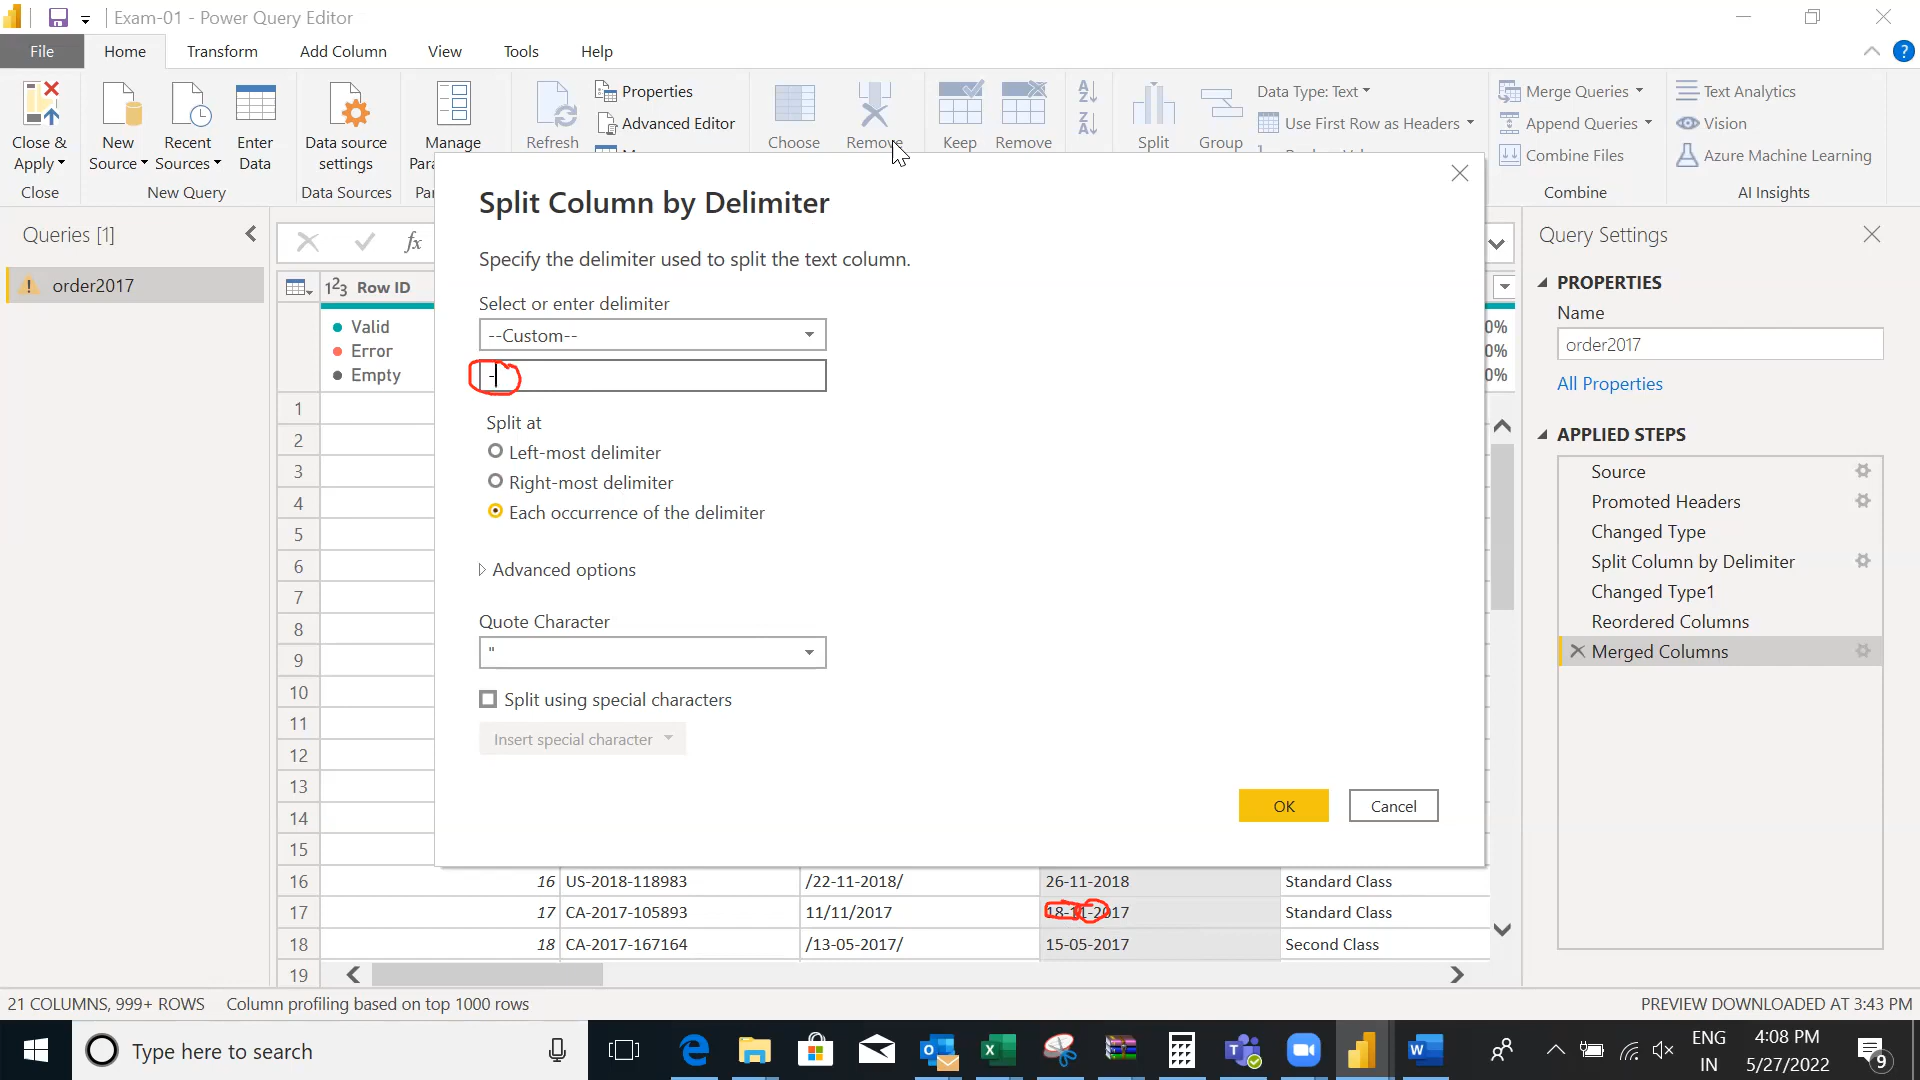 Exam-01 - Power Query Editor
File Home Transform Add Column View Tools Help
Close & Apply
New Source
Recent Sources
Enter Data
Data source settings
Manage
Refresh
Properties
Advanced Editor
Choose
Remove
Keep
Remove
A Z
Z A
Split
Group
Data Type: Text
Use First Row as Headers
Merge Queries
Append Queries
Combine Files
Text Analytics
Vision
Azure Machine Learning
Close
New Query
Data Sources
Combine
AI Insights
Queries [1]
order2017
fx
Row ID
Valid
Error
Empty
Split Column by Delimiter
Specify the delimiter used to split the text column.
Select or enter delimiter
--Custom--
-
Split at
Left-most delimiter
Right-most delimiter
Each occurrence of the delimiter
Advanced options
Quote Character
"
Split using special characters
Insert special character
OK
Cancel
0%
0%
0%
1
2
3
4
5
6
7
8
9
10
11
12
13
14
15
16 16 US-2018-118983 /22-11-2018/ 26-11-2018 Standard Class
17 17 CA-2017-105893 11/11/2017 18-11-2017 Standard Class
18 18 CA-2017-167164 /13-05-2017/ 15-05-2017 Second Class
19
Query Settings
PROPERTIES
Name
order2017
All Properties
APPLIED STEPS
Source
Promoted Headers
Changed Type
Split Column by Delimiter
Changed Type1
Reordered Columns
Merged Columns
21 COLUMNS, 999+ ROWS Column profiling based on top 1000 rows
PREVIEW DOWNLOADED AT 3:43 PM
Type here to search
ENG
IN
4:08 PM
5/27/2022
9